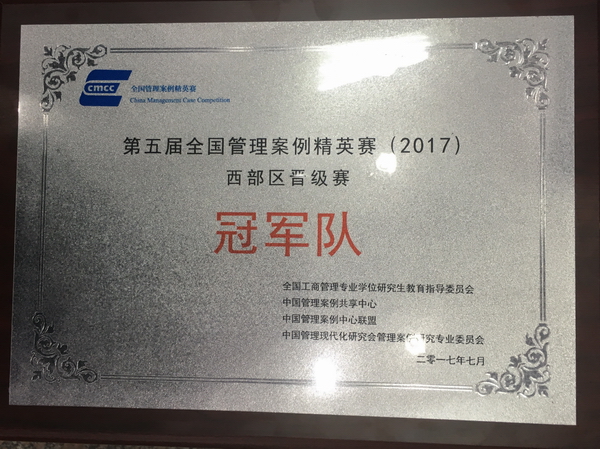 cmcc
全国管理案例精英赛
China Management Case Competition
第五届全国管理案例精英赛（2017）
西部区晋级赛
冠军队
全国工商管理专业学位研究生教育指导委员会
中国管理案例共享中心
中国管理案例中心联盟
中国管理现代化研究会管理案例研究专业委员会
二零一七年七月